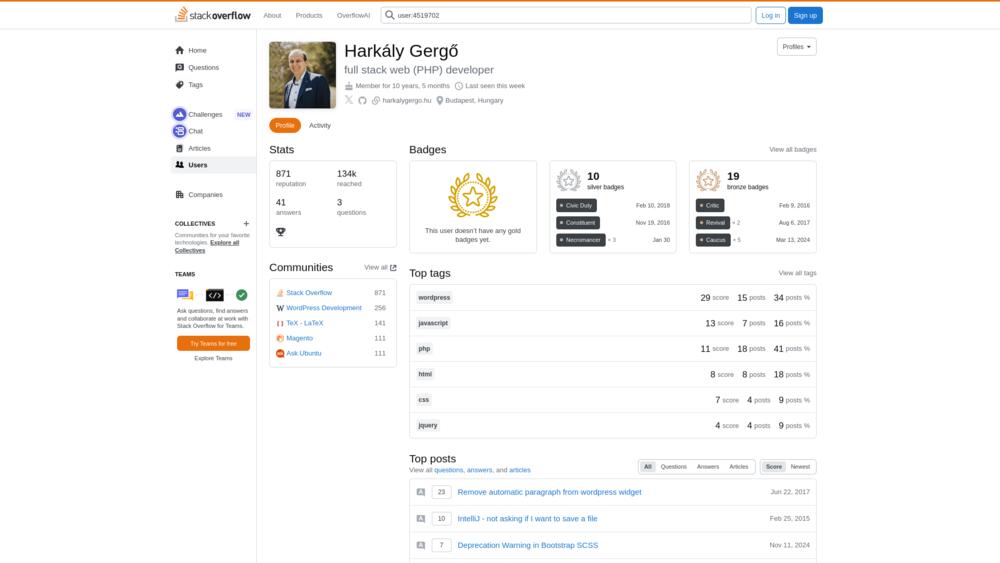 stackoverflow
About
Products
OverflowAI
user:4519702
Log in
Sign up
Home
Questions
Tags
Challenges NEW
Chat
Articles
Users
Companies
COLLECTIVES
Communities for your favorite
technologies. Explore all
Collectives
TEAMS
Ask questions, find answers
and collaborate at work with
Stack Overflow for Teams.
Try Teams for free
Explore Teams
Harkály Gergő
full stack web (PHP) developer
Member for 10 years, 5 months
Last seen this week
harkalygergo.hu
Budapest, Hungary
Profiles
Profile
Activity
Stats
871
reputation
134k
reached
41
answers
3
questions
Communities
View all
Stack Overflow 871
WordPress Development 256
TeX - LaTeX 141
Magento 111
Ask Ubuntu 111
Badges
View all badges
This user doesn’t have any gold
badges yet.
10
silver badges
Civic Duty Feb 10, 2018
Constituent Nov 19, 2016
Necromancer × 3 Jan 30
19
bronze badges
Critic Feb 9, 2016
Revival × 2 Aug 6, 2017
Caucus × 5 Mar 13, 2024
Top tags
View all tags
wordpress 29 score 15 posts 34 posts %
javascript 13 score 7 posts 16 posts %
php 11 score 18 posts 41 posts %
html 8 score 8 posts 18 posts %
css 7 score 4 posts 9 posts %
jquery 4 score 4 posts 9 posts %
Top posts
View all questions, answers, and articles
All Questions Answers Articles
Score Newest
23 Remove automatic paragraph from wordpress widget Jun 22, 2017
10 IntelliJ - not asking if I want to save a file Feb 25, 2015
7 Deprecation Warning in Bootstrap SCSS Nov 11, 2024